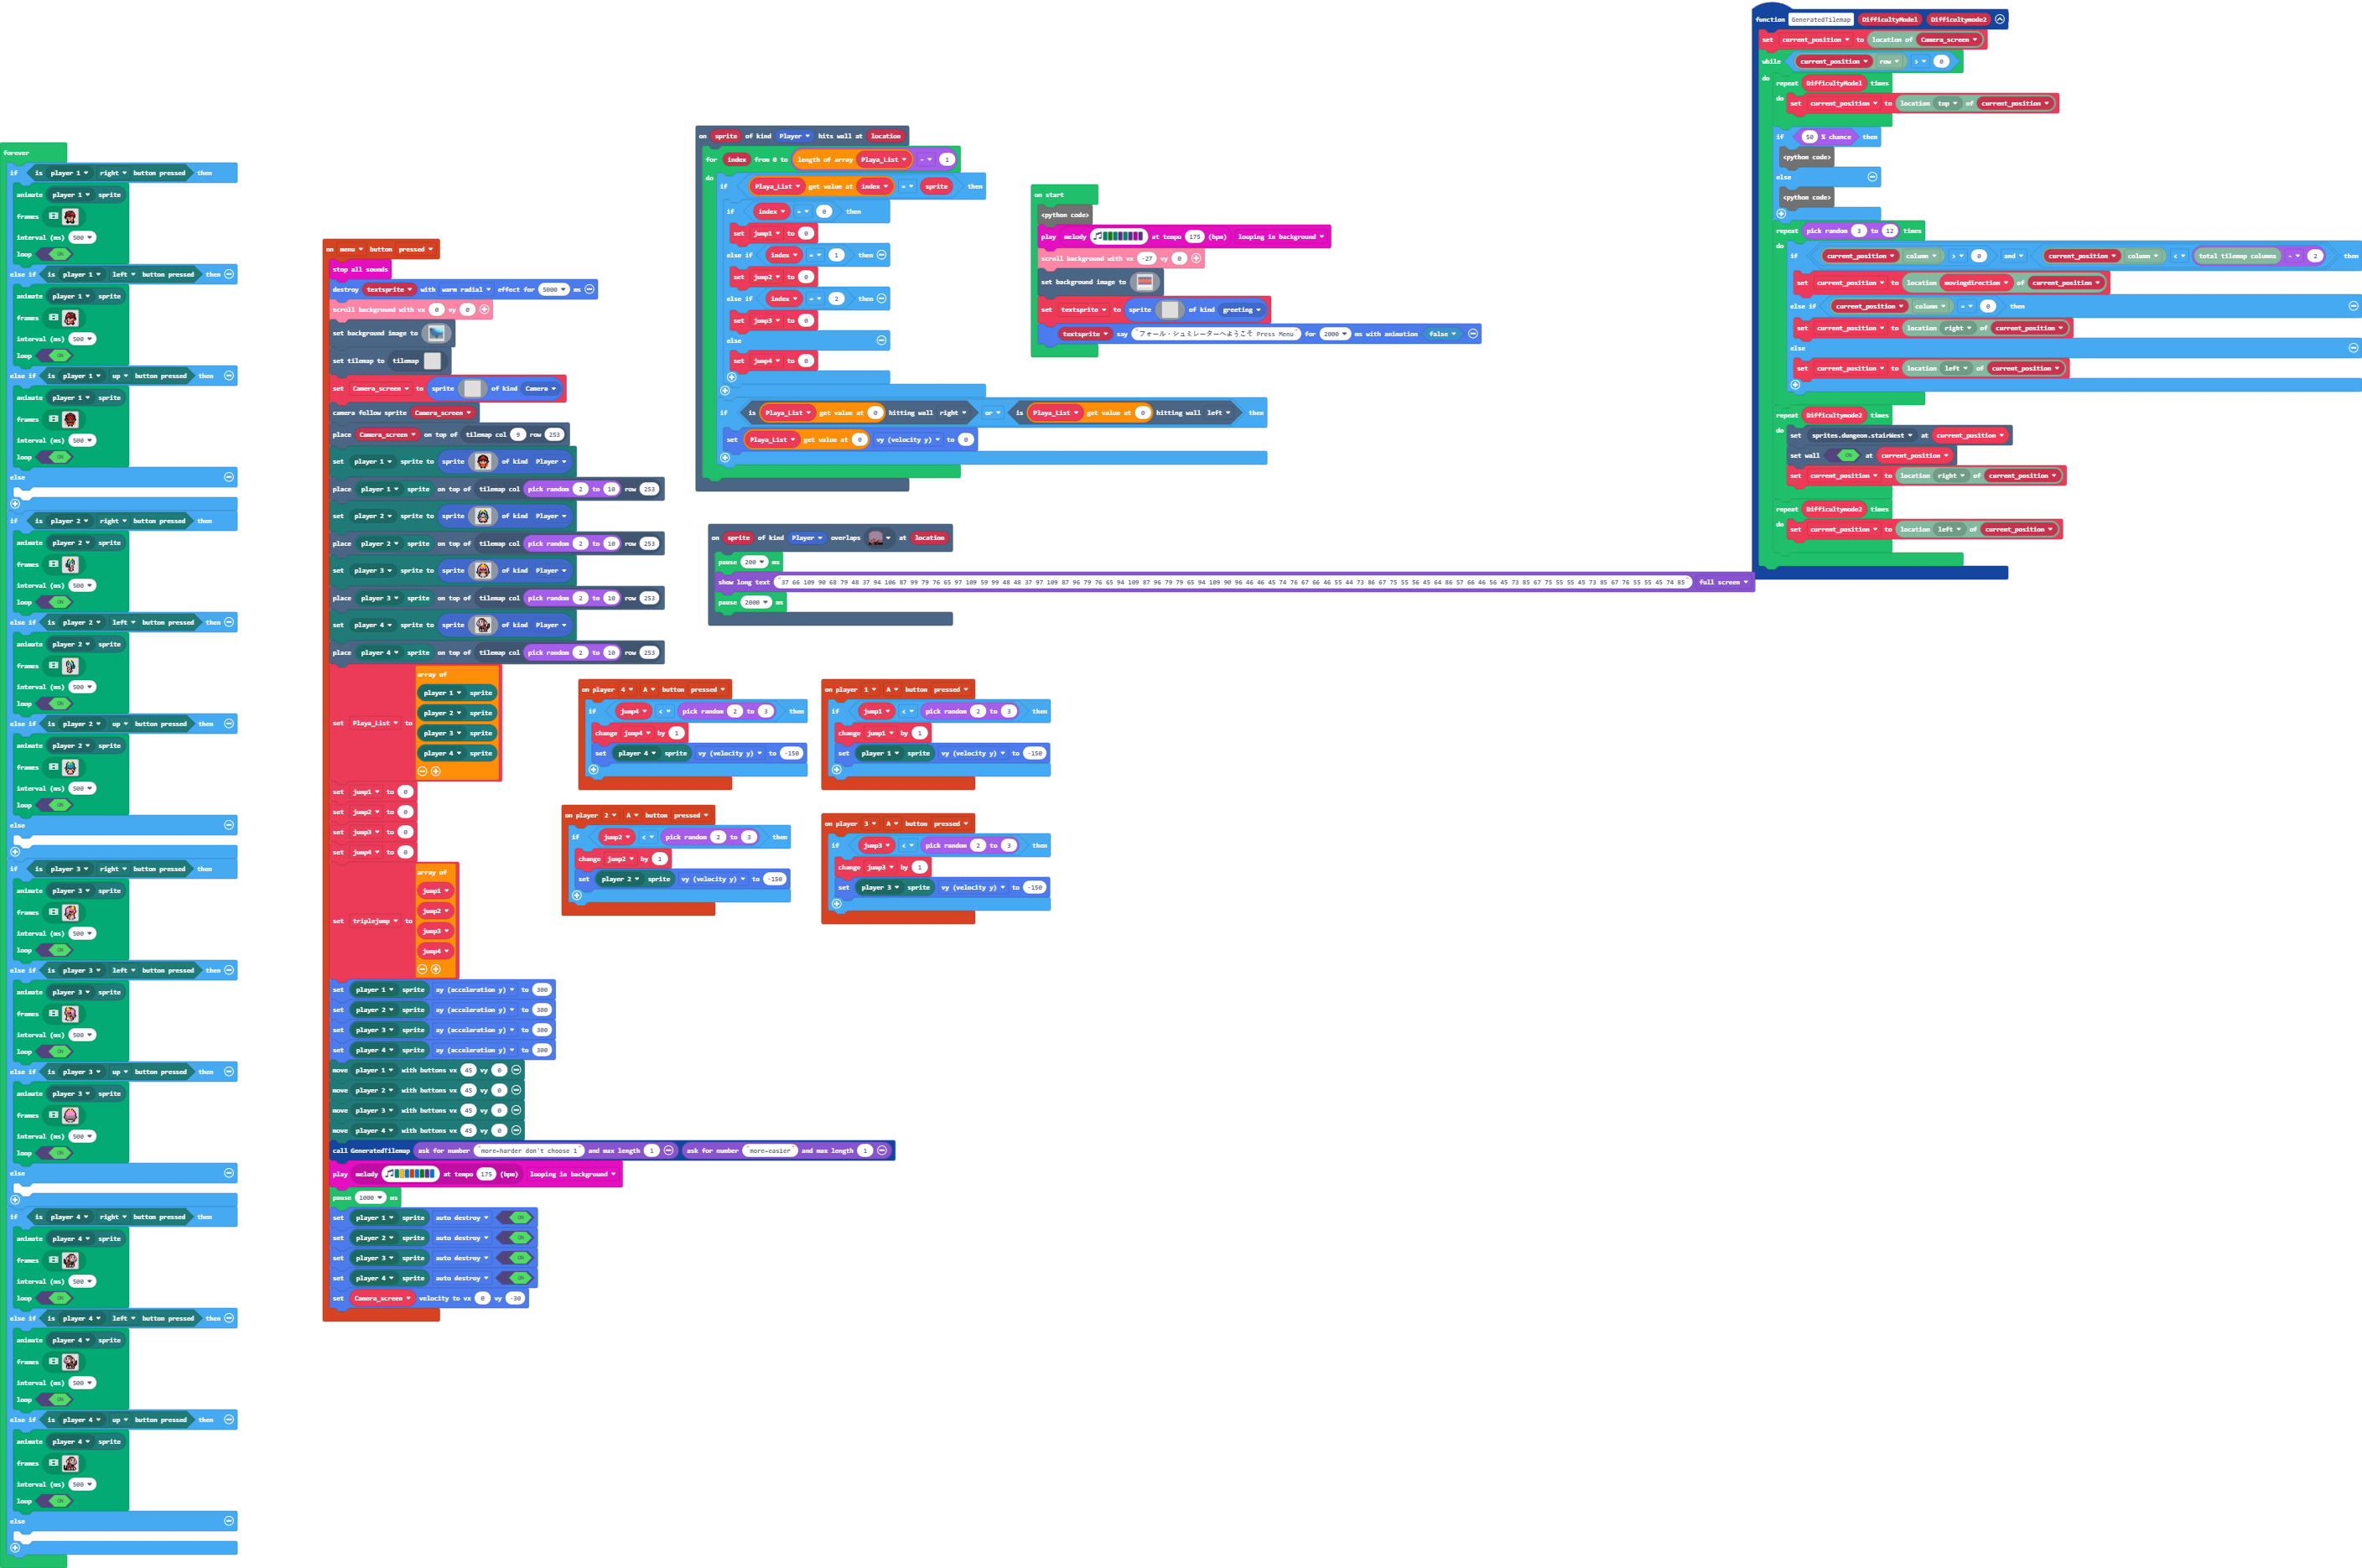 forever
if is player 1 right button pressed then
animate player 1 sprite
frames
interval (ms) 500
loop ON
else if is player 1 left button pressed then
animate player 1 sprite
frames
interval (ms) 500
loop ON
else if is player 1 up button pressed then
animate player 1 sprite
frames
interval (ms) 500
loop ON
else
if is player 2 right button pressed then
animate player 2 sprite
frames
interval (ms) 500
loop ON
else if is player 2 left button pressed then
animate player 2 sprite
frames
interval (ms) 500
loop ON
else if is player 2 up button pressed then
animate player 2 sprite
frames
interval (ms) 500
loop ON
else
if is player 3 right button pressed then
animate player 3 sprite
frames
interval (ms) 500
loop ON
else if is player 3 left button pressed then
animate player 3 sprite
frames
interval (ms) 500
loop ON
else if is player 3 up button pressed then
animate player 3 sprite
frames
interval (ms) 500
loop ON
else
if is player 4 right button pressed then
animate player 4 sprite
frames
interval (ms) 500
loop ON
else if is player 4 left button pressed then
animate player 4 sprite
frames
interval (ms) 500
loop ON
else if is player 4 up button pressed then
animate player 4 sprite
frames
interval (ms) 500
loop ON
else
on menu button pressed
stop all sounds
destroy textsprite with warm radial effect for 5000 ms
scroll background with vx 0 vy 0
set background image to
set tilemap to tilemap
set Camera_screen to sprite of kind Camera
camera follow sprite Camera_screen
place Camera_screen on top of tilemap col 9 row 253
set player 1 sprite to sprite of kind Player
place player 1 sprite on top of tilemap col pick random 2 to 10 row 253
set player 2 sprite to sprite of kind Player
place player 2 sprite on top of tilemap col pick random 2 to 10 row 253
set player 3 sprite to sprite of kind Player
place player 3 sprite on top of tilemap col pick random 2 to 10 row 253
set player 4 sprite to sprite of kind Player
place player 4 sprite on top of tilemap col pick random 2 to 10 row 253
array of
player 1 sprite
player 2 sprite
set Playa_List to
player 3 sprite
player 4 sprite
set jump1 to 0
set jump2 to 0
set jump3 to 0
set jump4 to 0
array of
jump1
jump2
set triplejump to
jump3
jump4
set player 1 sprite ay (acceleration y) to 300
set player 2 sprite ay (acceleration y) to 300
set player 3 sprite ay (acceleration y) to 300
set player 4 sprite ay (acceleration y) to 300
move player 1 with buttons vx 45 vy 0
move player 2 with buttons vx 45 vy 0
move player 3 with buttons vx 45 vy 0
move player 4 with buttons vx 45 vy 0
call GeneratedTilemap ask for number "more=harder don't choose 1" and max length 1 ask for number "more=easier" and max length 1
play melody at tempo 175 (bpm) looping in background
pause 1000 ms
set player 1 sprite auto destroy ON
set player 2 sprite auto destroy ON
set player 3 sprite auto destroy ON
set player 4 sprite auto destroy ON
set Camera_screen velocity to vx 0 vy -30
on sprite of kind Player hits wall at location
for index from 0 to length of array Playa_List - 1
do
if Playa_List get value at index = sprite then
if index = 0 then
set jump1 to 0
else if index = 1 then
set jump2 to 0
else if index = 2 then
set jump3 to 0
else
set jump4 to 0
if is Playa_List get value at 0 hitting wall right or is Playa_List get value at 0 hitting wall left then
set Playa_List get value at 0 vy (velocity y) to 0
on start
<python code>
play melody at tempo 175 (bpm) looping in background
scroll background with vx -27 vy 0
set background image to
set textsprite to sprite of kind greeting
textsprite say "フォール・シュミレーターへようこそ Press Menu" for 2000 ms with animation false
on sprite of kind Player overlaps at location
pause 200 ms
show long text "37 66 109 90 68 79 48 37 94 106 87 99 79 76 65 97 109 59 99 48 48 37 97 109 87 96 79 76 65 94 109 87 96 79 79 65 94 109 90 96 46 46 45 74 76 67 66 46 55 44 73 86 67 75 55 56 45 64 86 57 66 46 56 45 73 85 67 75 55 55 45 73 85 67 76 55 55 45 74 85" full screen
pause 2000 ms
on player 4 A button pressed
if jump4 < pick random 2 to 3 then
change jump4 by 1
set player 4 sprite vy (velocity y) to -150
on player 1 A button pressed
if jump1 < pick random 2 to 3 then
change jump1 by 1
set player 1 sprite vy (velocity y) to -150
on player 2 A button pressed
if jump2 < pick random 2 to 3 then
change jump2 by 1
set player 2 sprite vy (velocity y) to -150
on player 3 A button pressed
if jump3 < pick random 2 to 3 then
change jump3 by 1
set player 3 sprite vy (velocity y) to -150
function GeneratedTilemap DifficultyMode1 Difficultymode2
set current_position to location of Camera_screen
while current_position row > 0
do
repeat DifficultyMode1 times
do set current_position to location top of current_position
if 50 % chance then
<python code>
else
<python code>
repeat pick random 3 to 12 times
do
if current_position column > 0 and current_position column < total tilemap columns - 2 then
set current_position to location movingdirection of current_position
else if current_position column = 0 then
set current_position to location right of current_position
else
set current_position to location left of current_position
repeat Difficultymode2 times
do set sprites.dungeon.stairWest at current_position
set wall ON at current_position
set current_position to location right of current_position
repeat Difficultymode2 times
do set current_position to location left of current_position